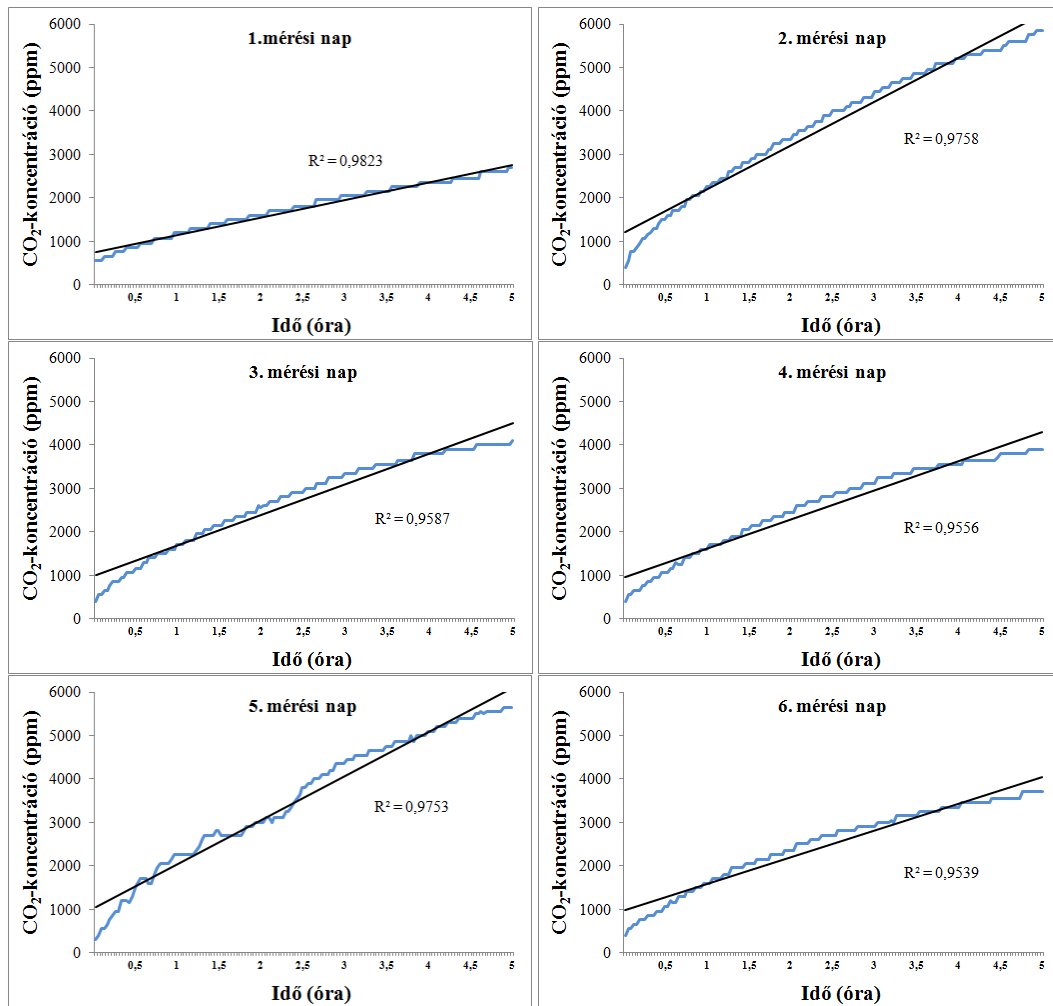 1.mérési nap
CO₂-koncentráció (ppm)
6000
5000
4000
3000
2000
1000
0
R² = 0,9823
0,5 1 1,5 2 2,5 3 3,5 4 4,5 5
Idő (óra)
2. mérési nap
CO₂-koncentráció (ppm)
6000
5000
4000
3000
2000
1000
0
R² = 0,9758
0,5 1 1,5 2 2,5 3 3,5 4 4,5 5
Idő (óra)
3. mérési nap
CO₂-koncentráció (ppm)
6000
5000
4000
3000
2000
1000
0
R² = 0,9587
0,5 1 1,5 2 2,5 3 3,5 4 4,5 5
Idő (óra)
4. mérési nap
CO₂-koncentráció (ppm)
6000
5000
4000
3000
2000
1000
0
R² = 0,9556
0,5 1 1,5 2 2,5 3 3,5 4 4,5 5
Idő (óra)
5. mérési nap
CO₂-koncentráció (ppm)
6000
5000
4000
3000
2000
1000
0
R² = 0,9753
0,5 1 1,5 2 2,5 3 3,5 4 4,5 5
Idő (óra)
6. mérési nap
CO₂-koncentráció (ppm)
6000
5000
4000
3000
2000
1000
0
R² = 0,9539
0,5 1 1,5 2 2,5 3 3,5 4 4,5 5
Idő (óra)